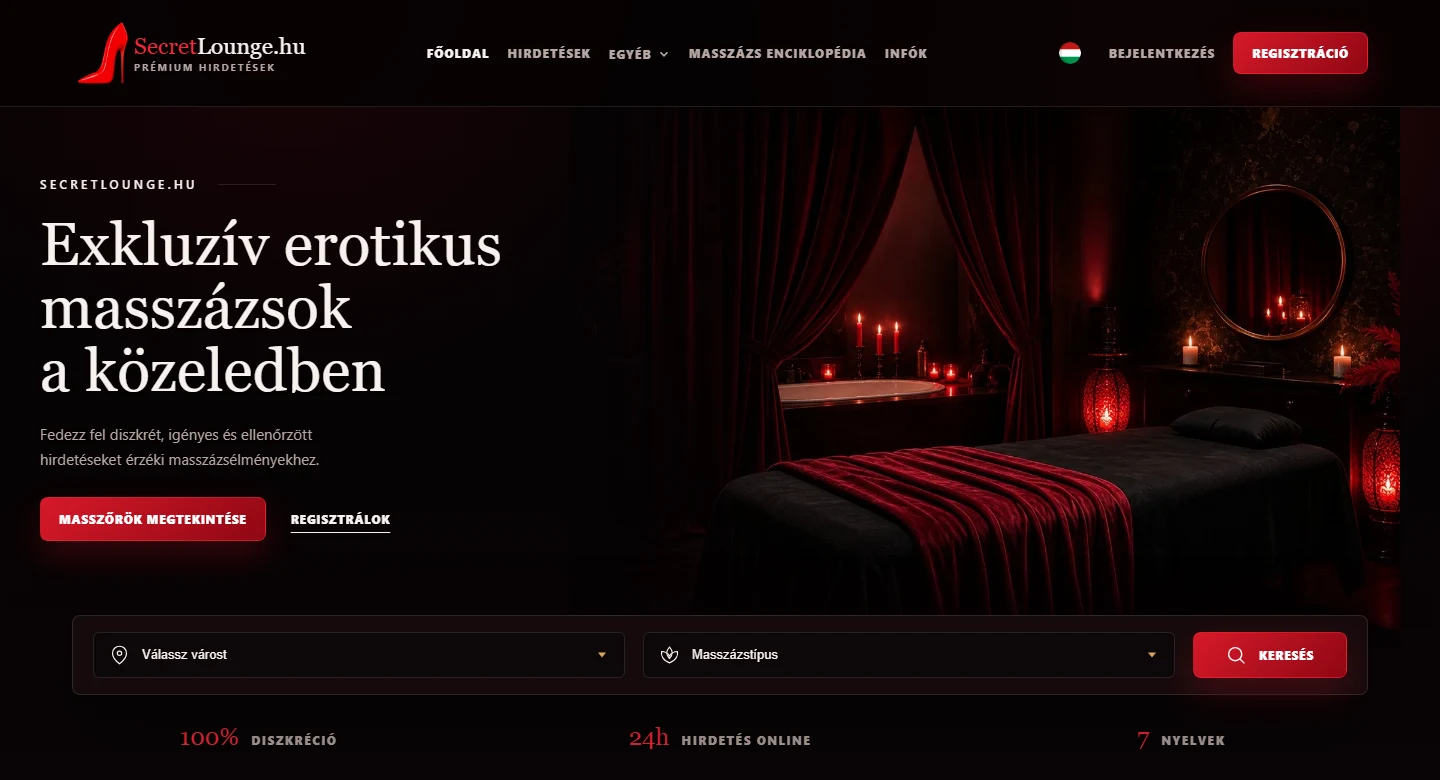 SecretLounge.hu
PRÉMIUM HIRDETÉSEK
FŐOLDAL
HIRDETÉSEK
EGYÉB
MASSZÁZS ENCIKLOPÉDIA
INFÓK
BEJELENTKEZÉS
REGISZTRÁCIÓ
SECRETLOUNGE.HU
Exkluzív erotikus
masszázsok
a közeledben
Fedezz fel diszkrét, igényes és ellenőrzött
hirdetéseket érzéki masszázsélményekhez.
MASSZŐRÖK MEGTEKINTÉSE
REGISZTRÁLOK
Válassz várost
Masszázstípus
KERESÉS
100% DISZKRÉCIÓ
24h HIRDETÉS ONLINE
7 NYELVEK